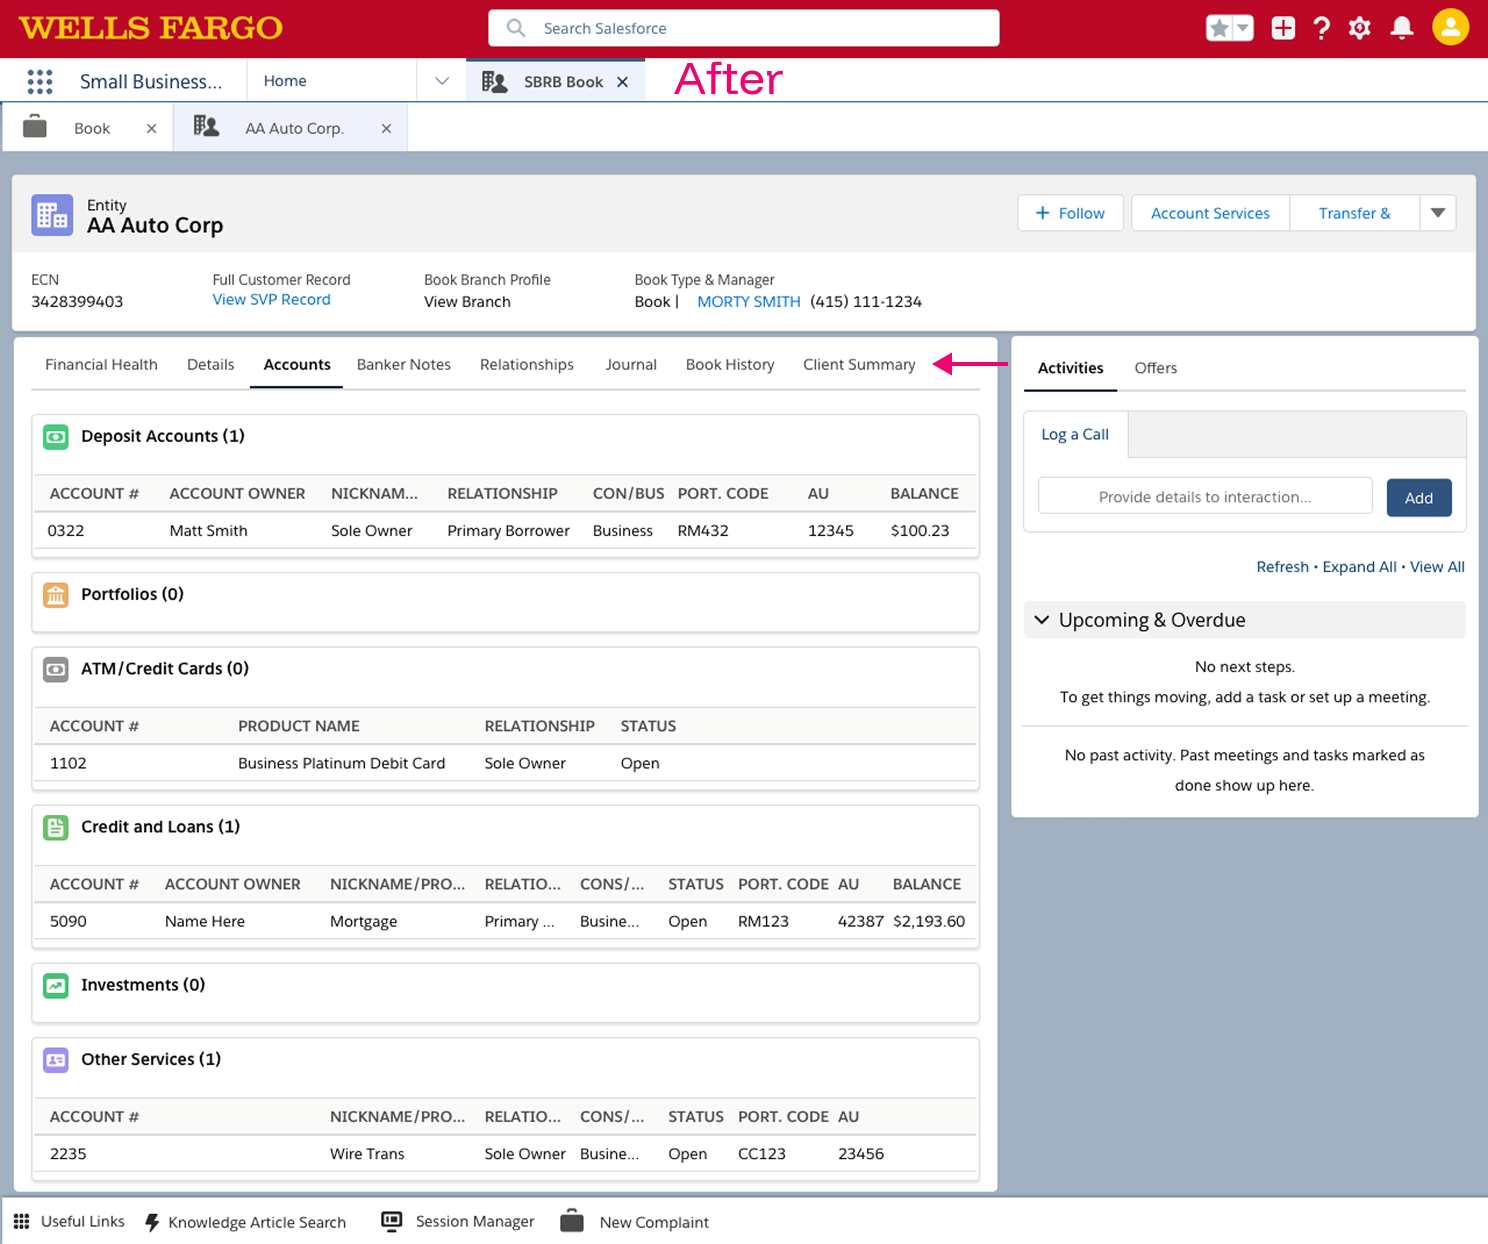 WELLS FARGO
Search Salesforce
Small Business...
Home
SBRB Book
After
Book
AA Auto Corp.
Entity
AA Auto Corp
Follow
Account Services
Transfer &
ECN
Full Customer Record
Book Branch Profile
Book Type & Manager
3428399403
View SVP Record
View Branch
Book | MORTY SMITH (415) 111-1234
Financial Health Details Accounts Banker Notes Relationships Journal Book History Client Summary
Deposit Accounts (1)
ACCOUNT # ACCOUNT OWNER NICKNAM... RELATIONSHIP CON/BUS PORT. CODE AU BALANCE
0322 Matt Smith Sole Owner Primary Borrower Business RM432 12345 $100.23
Portfolios (0)
ATM/Credit Cards (0)
ACCOUNT # PRODUCT NAME RELATIONSHIP STATUS
1102 Business Platinum Debit Card Sole Owner Open
Credit and Loans (1)
ACCOUNT # ACCOUNT OWNER NICKNAME/PRO... RELATIO... CONS/... STATUS PORT. CODE AU BALANCE
5090 Name Here Mortgage Primary ... Busine... Open RM123 42387 $2,193.60
Investments (0)
Other Services (1)
ACCOUNT # NICKNAME/PRO... RELATIO... CONS/... STATUS PORT. CODE AU
2235 Wire Trans Sole Owner Busine... Open CC123 23456
Activities Offers
Log a Call
Provide details to interaction... Add
Refresh • Expand All • View All
Upcoming & Overdue
No next steps.
To get things moving, add a task or set up a meeting.
No past activity. Past meetings and tasks marked as
done show up here.
Useful Links Knowledge Article Search Session Manager New Complaint